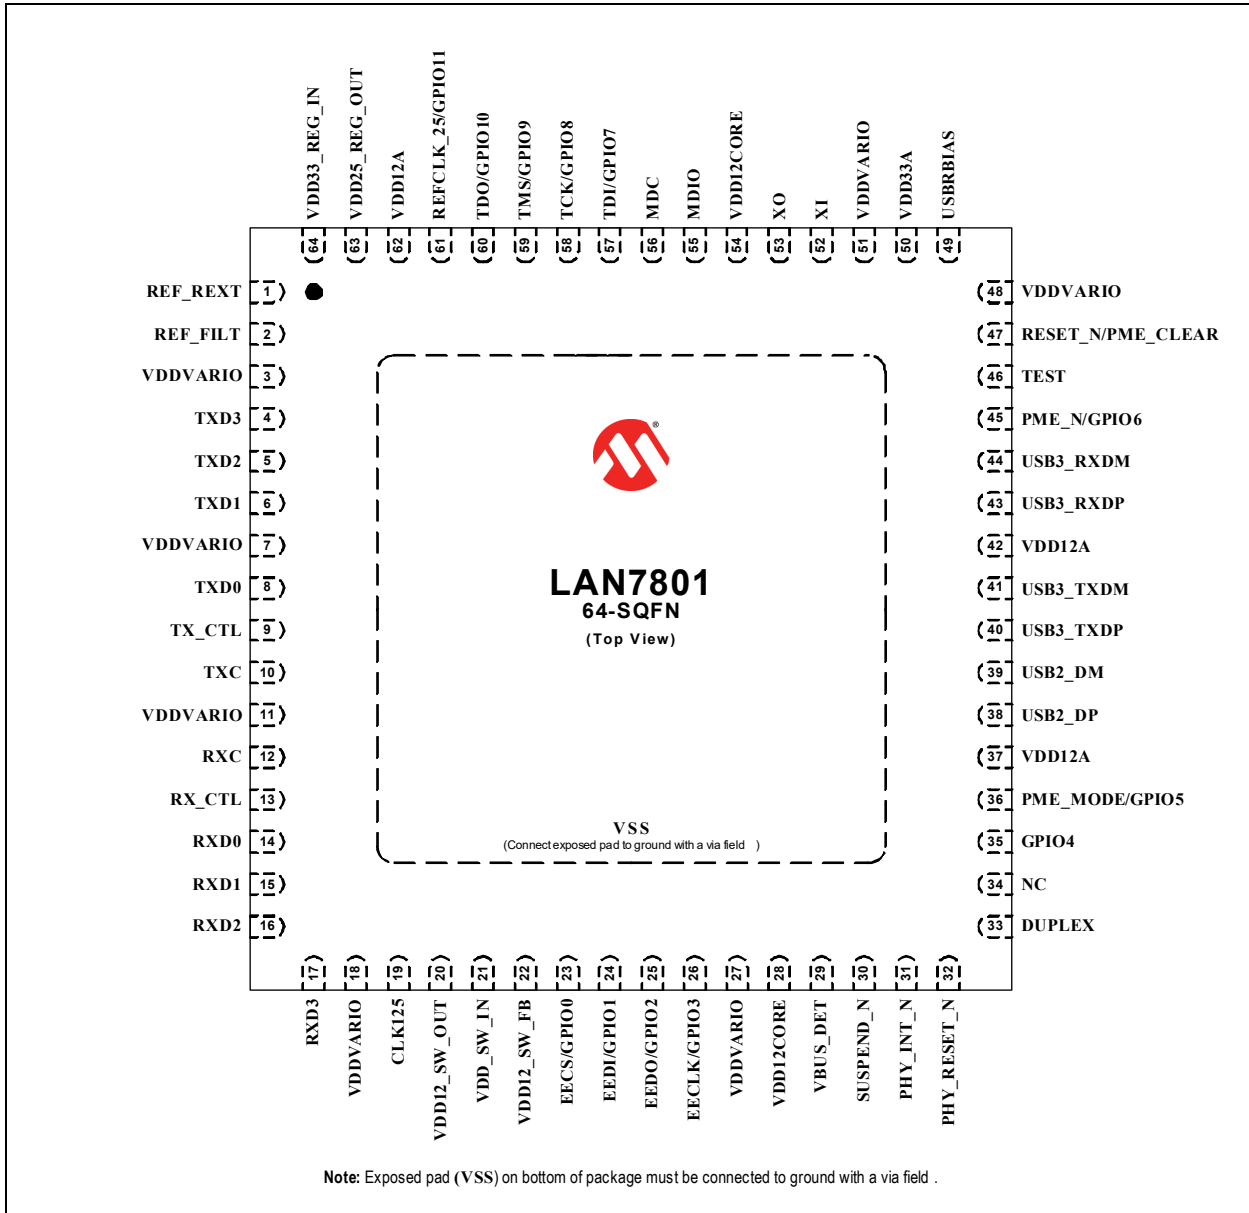 VDD33_REG_IN
VDD25_REG_OUT
VDD12A
REFCLK_25/GPIO11
TDO/GPIO10
TMS/GPIO9
TCK/GPIO8
TDI/GPIO7
MDC
MDIO
VDD12CORE
XO
XI
VDDVARIO
VDD33A
USBRBIAS
64
63
62
61
60
59
58
57
56
55
54
53
52
51
50
49
REF_REXT 1
REF_FILT 2
VDDVARIO 3
TXD3 4
TXD2 5
TXD1 6
VDDVARIO 7
TXD0 8
TX_CTL 9
TXC 10
VDDVARIO 11
RXC 12
RX_CTL 13
RXD0 14
RXD1 15
RXD2 16
48 VDDVARIO
47 RESET_N/PME_CLEAR
46 TEST
45 PME_N/GPIO6
44 USB3_RXDM
43 USB3_RXDP
42 VDD12A
41 USB3_TXDM
40 USB3_TXDP
39 USB2_DM
38 USB2_DP
37 VDD12A
36 PME_MODE/GPIO5
35 GPIO4
34 NC
33 DUPLEX
®
LAN7801
64-SQFN
(Top View)
VSS
(Connect exposed pad to ground with a via field )
17
18
19
20
21
22
23
24
25
26
27
28
29
30
31
32
RXD3
VDDVARIO
CLK125
VDD12_SW_OUT
VDD_SW_IN
VDD12_SW_FB
EECS/GPIO0
EEDI/GPIO1
EEDO/GPIO2
EECLK/GPIO3
VDDVARIO
VDD12CORE
VBUS_DET
SUSPEND_N
PHY_INT_N
PHY_RESET_N
Note: Exposed pad (VSS) on bottom of package must be connected to ground with a via field .